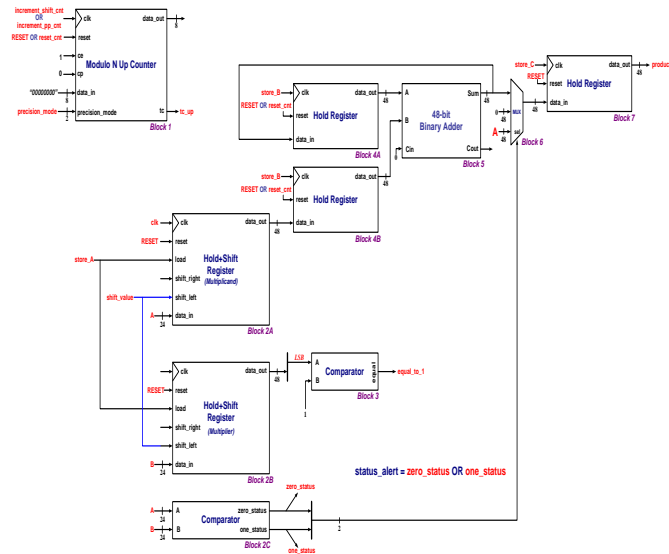 increment_shift_cnt
OR
increment_pp_cnt
clk
data_out
8
RESET OR reset_cnt
reset
Modulo N Up Counter
1
ce
0
cp
"00000000"
data_in
8
precision_mode
precision_mode
2
tc
tc_up
Block 1
store_B
clk
data_out
48
RESET OR reset_cnt
reset
Hold Register
data_in
Block 4A
A
Sum
48
48-bit
Binary Adder
B
48
0
Cin
Cout
Block 5
0
48
MUX
A
sel
48
48
Block 6
store_C
clk
data_out
48
produc
RESET
reset
Hold Register
data_in
Block 7
store_B
clk
data_out
48
RESET OR reset_cnt
reset
Hold Register
data_in
Block 4B
clk
clk
data_out
48
RESET
reset
Hold+Shift
Register
(Multiplicand)
store_A
load
shift_right
shift_value
shift_left
A
data_in
24
Block 2A
clk
data_out
48
RESET
reset
Hold+Shift
Register
(Multiplier)
load
shift_right
shift_left
B
data_in
24
Block 2B
LSB
A
Comparator
equal
equal_to_1
B
1
Block 3
status_alert = zero_status OR one_status
A
A
24
B
B
24
Comparator
zero_status
one_status
zero_status
one_status
2
Block 2C